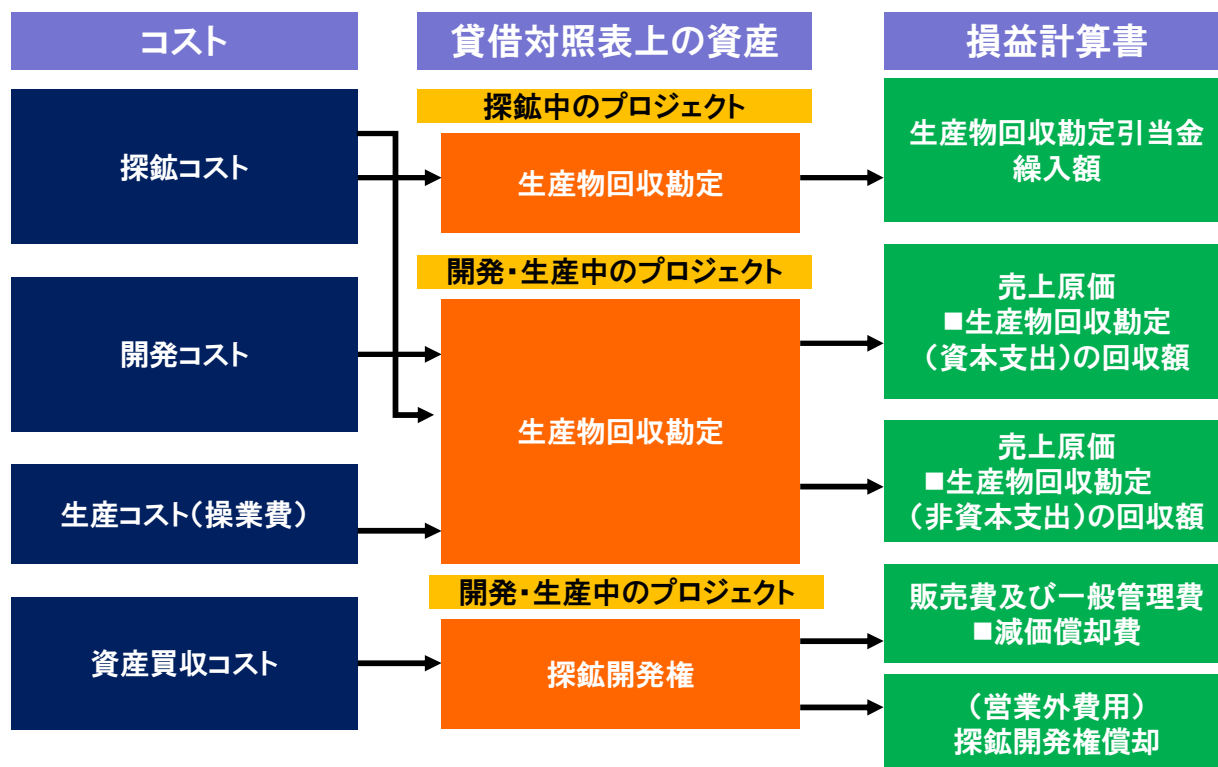 コスト
貸借対照表上の資産
損益計算書
探鉱コスト
開発コスト
生産コスト（操業費）
資産買収コスト
探鉱中のプロジェクト
生産物回収勘定
開発・生産中のプロジェクト
生産物回収勘定
開発・生産中のプロジェクト
探鉱開発権
生産物回収勘定引当金
繰入額
売上原価
■生産物回収勘定
（資本支出）の回収額
売上原価
■生産物回収勘定
（非資本支出）の回収額
販売費及び一般管理費
■減価償却費
（営業外費用）
探鉱開発権償却